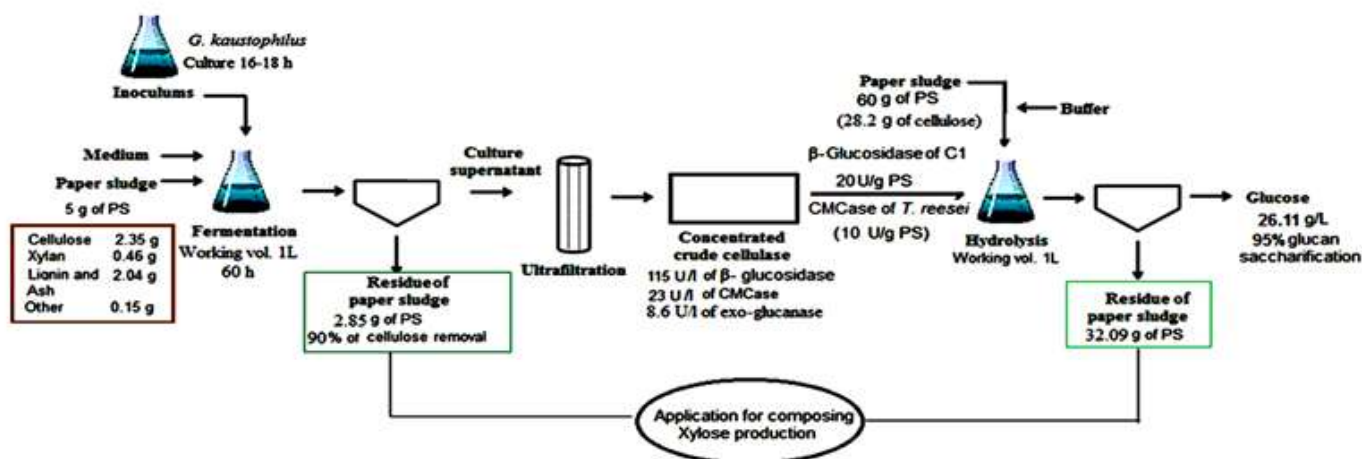 G. kaustophilus
Culture 16-18 h
Inoculums
Medium
Paper sludge
5 g of PS
Cellulose 2.35 g
Xylan 0.46 g
Lionin and 2.04 g
Ash
Other 0.15 g
Fermentation
Working vol. 1L
60 h
Residue of
paper sludge
2.85 g of PS
90% of cellulose removal
Culture
supernatant
Ultrafiltration
Concentrated
crude cellulase
115 U/l of β- glucosidase
23 U/l of CMCase
8.6 U/l of exo-glucanase
β-Glucosidase of C1
20 U/g PS
CMCase of T. reesei
(10 U/g PS)
Paper sludge
60 g of PS
(28.2 g of cellulose)
Buffer
Hydrolysis
Working vol. 1L
Glucose
26.11 g/L
95% glucan
saccharification
Residue of
paper sludge
32.09 g of PS
Application for composing
Xylose production